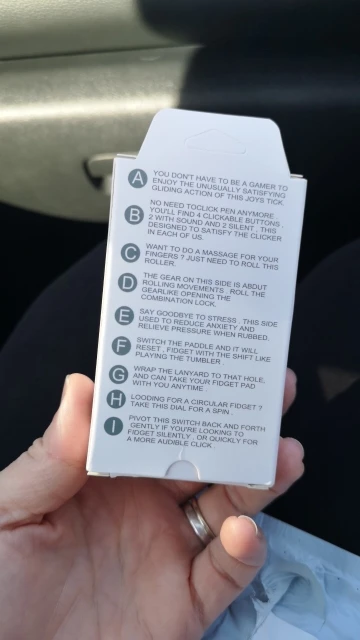 A YOU DON'T HAVE TO BE A GAMER TO
ENJOY THE UNUSUALLY SATISFYING
GLIDING ACTION OF THIS JOYS TICK.
B NO NEED TOCLICK PEN ANYMORE.
YOU'LL FIND 4 CLICKABLE BUTTONS.
2 WITH SOUND AND 2 SILENT. THIS
DESIGNED TO SATISFY ?HE CLICKER
IN EACH OF US.
C WANT TO DO A MASSAGE FOR YOUR
FINGERS ? JUST NEED TO ROLL THIS
ROLLER.
D THE GEAR ON THIS SIDE IS ABUT
ROLLING MOVEMENTS . ROLL THE
GEARLIKE OPENING THE
COMBINATION LOCK.
E SAY GOODBYE TO STRESS . THIS SIDE
USED TO REDUCE ANXIETY AND
RELIEVE PRESSURE WHEN RUBBED.
F SWITCH THE PADDLE AND IT WILL
RESET , FIDGET WITH THE SHIFT LIKE
PLAYING THE TUMBLER .
G WRAP THE LANYARD TO THAT HOLE,
AND CAN TAKE YOUR FIDGET PAD
WITH YOU ANYTIME .
H LOODING FOR A CIRCULAR FIDGET ?
TAKE THIS DIAL FOR A SPIN .
I PIVOT THIS SWITCH BACK AND FORTH
GENTLY IF YOU'RE LOOKING TO
FIDGET SILENTLY . OR QUICKLY FOR
A MORE AUDIBLE CLICK .